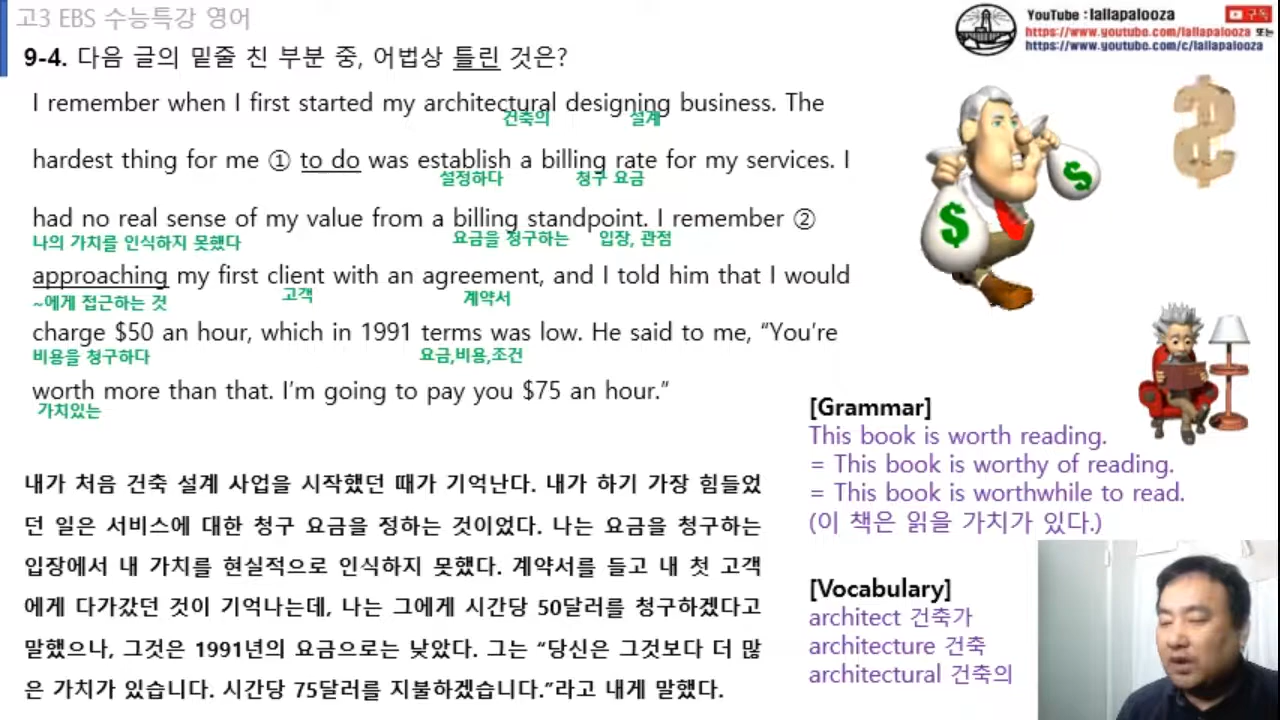 고3 EBS 수능특강 영어
YouTube : lallapalooza
구독
https://www.youtube.com/lallapalooza 또는
https://www.youtube.com/c/lallapalooza
9-4. 다음 글의 밑줄 친 부분 중, 어법상 틀린 것은?
I remember when I first started my architectural designing business. The
건축의 설계
hardest thing for me ① to do was establish a billing rate for my services. I
설정하다 청구 요금
had no real sense of my value from a billing standpoint. I remember ②
나의 가치를 인식하지 못했다 요금을 청구하는 입장, 관점
approaching my first client with an agreement, and I told him that I would
~에게 접근하는 것 고객 계약서
charge $50 an hour, which in 1991 terms was low. He said to me, “You’re
비용을 청구하다 요금,비용,조건
worth more than that. I’m going to pay you $75 an hour.”
가치있는
내가 처음 건축 설계 사업을 시작했던 때가 기억난다. 내가 하기 가장 힘들었
던 일은 서비스에 대한 청구 요금을 정하는 것이었다. 나는 요금을 청구하는
입장에서 내 가치를 현실적으로 인식하지 못했다. 계약서를 들고 내 첫 고객
에게 다가갔던 것이 기억나는데, 나는 그에게 시간당 50달러를 청구하겠다고
말했으나, 그것은 1991년의 요금으로는 낮았다. 그는 “당신은 그것보다 더 많
은 가치가 있습니다. 시간당 75달러를 지불하겠습니다.”라고 내게 말했다.
[Grammar]
This book is worth reading.
= This book is worthy of reading.
= This book is worthwhile to read.
(이 책은 읽을 가치가 있다.)
[Vocabulary]
architect 건축가
architecture 건축
architectural 건축의
$
$